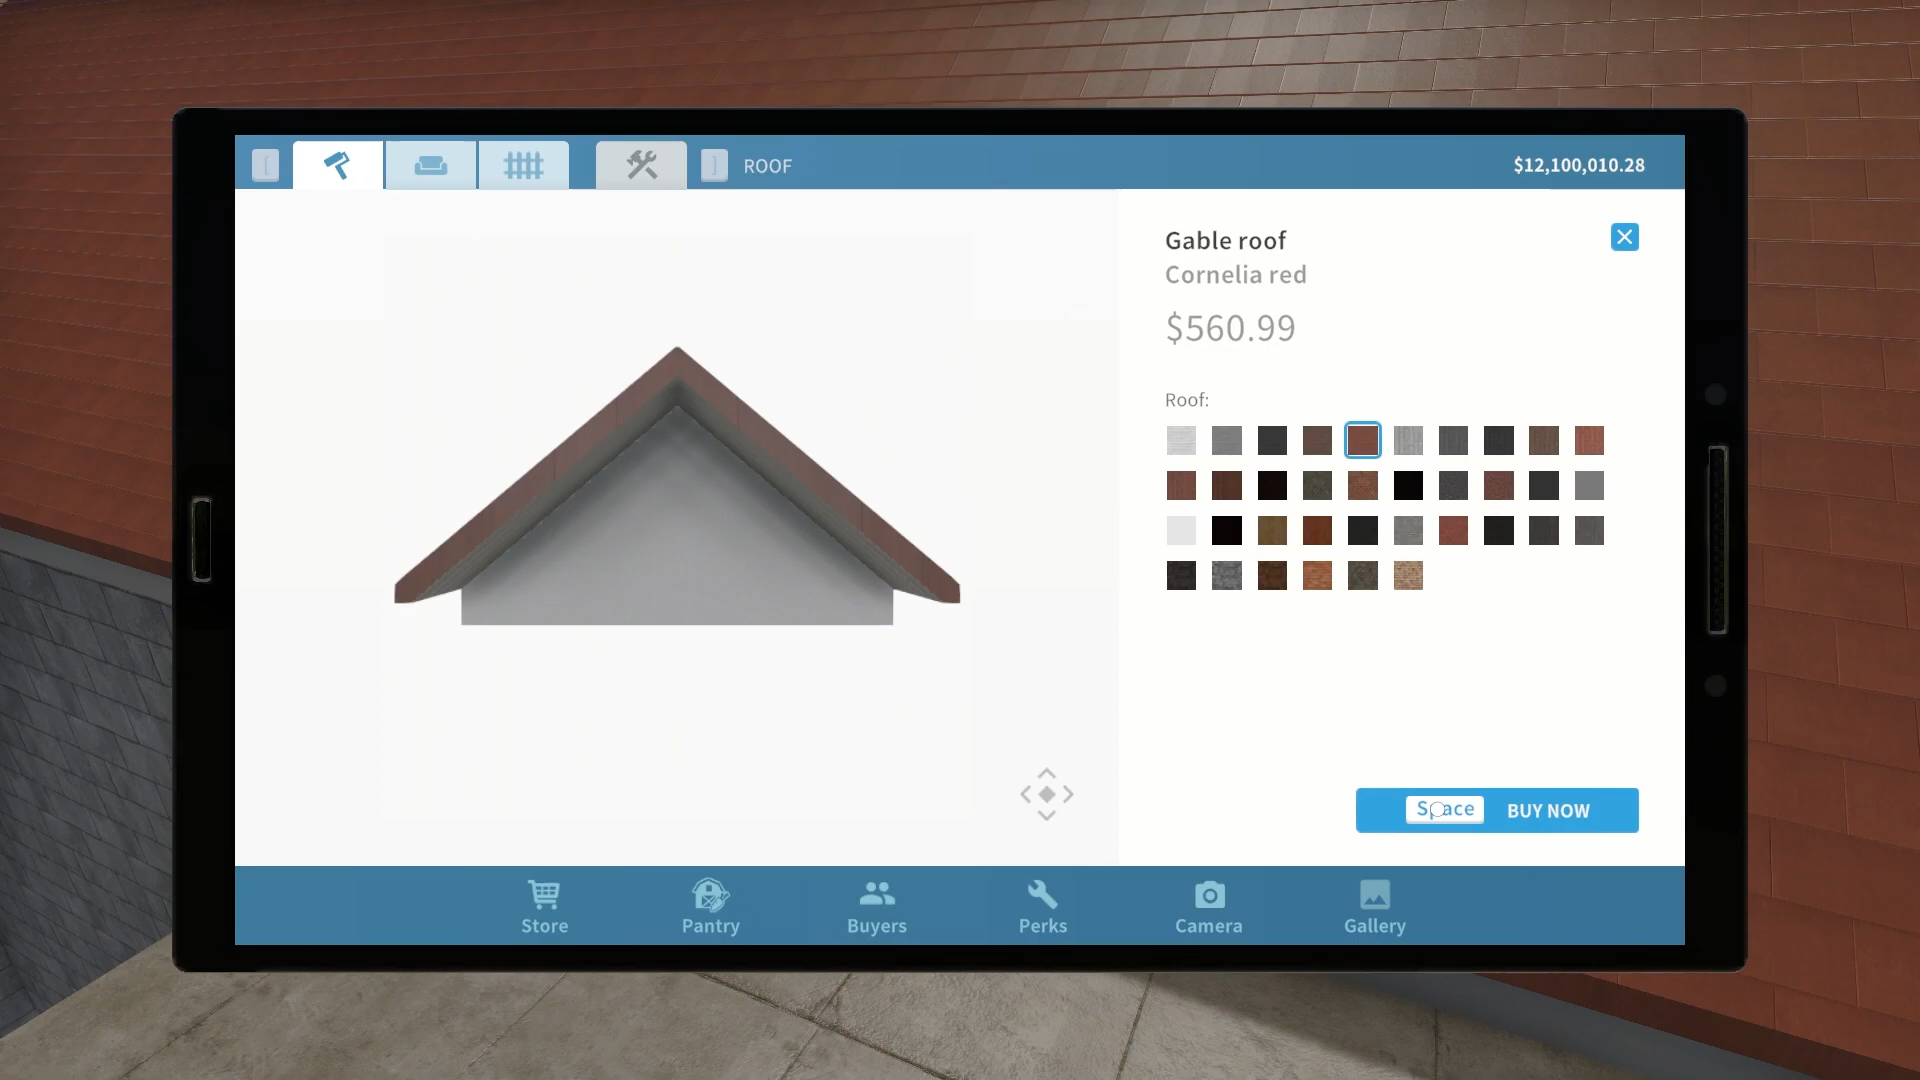 [
]
ROOF
$12,100,010.28
Gable roof
Cornelia red
$560.99
Roof:
Space
BUY NOW
Store
Pantry
Buyers
Perks
Camera
Gallery